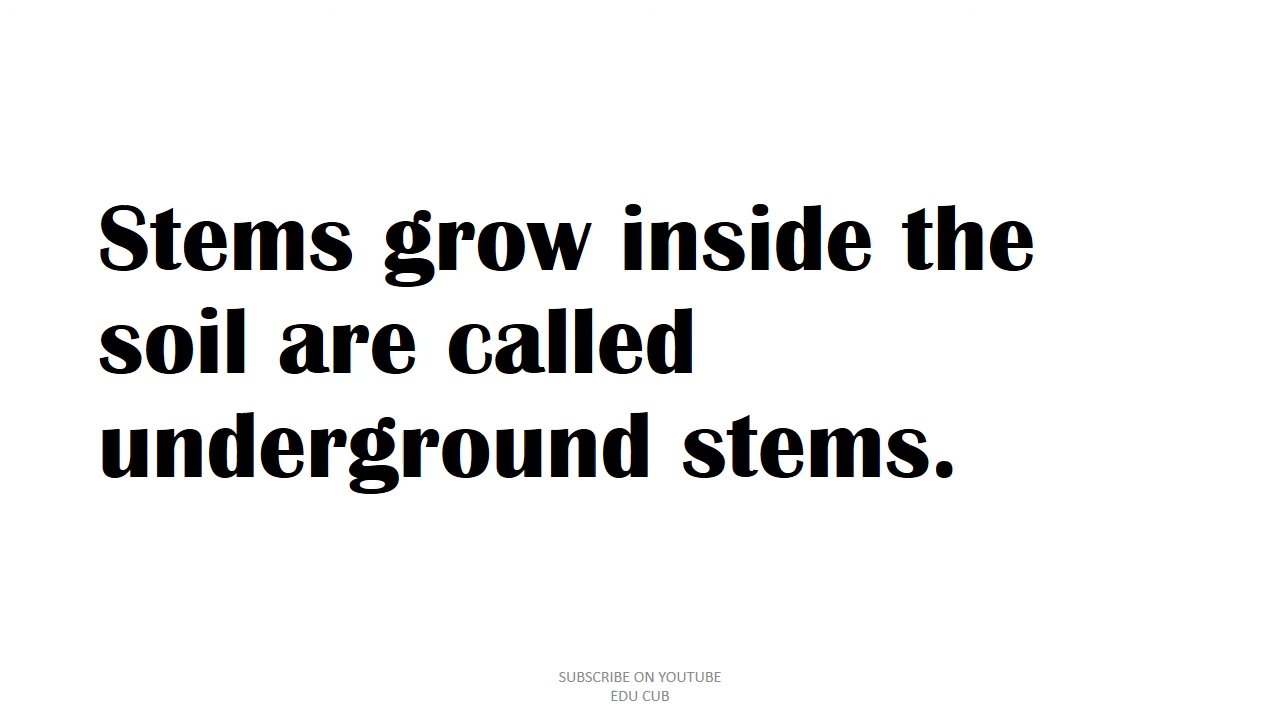 Stems grow inside the
soil are called
underground stems.
SUBSCRIBE ON YOUTUBE
EDU CUB